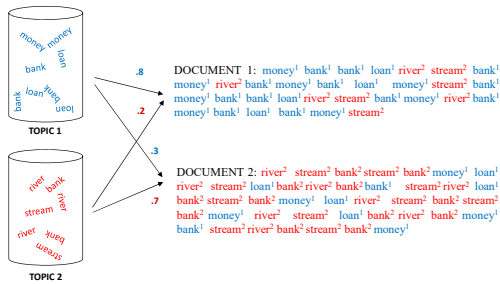 money money
loan
bank
loan bank
bank
loan
TOPIC 1
river bank
river
stream
river bank
stream
TOPIC 2
.8
.2
.3
.7
DOCUMENT 1: money¹ bank¹ bank¹ loan¹ river² stream² bank¹
money¹ river² bank¹ money¹ bank¹ loan¹ money¹ stream² bank¹
money¹ bank¹ bank¹ loan¹ river² stream² bank¹ money¹ river² bank¹
money¹ bank¹ loan¹ bank¹ money¹ stream²
DOCUMENT 2: river² stream² bank² stream² bank² money¹ loan¹
river² stream² loan¹ bank² river² bank² bank¹ stream² river² loan¹
bank² stream² bank² money¹ loan¹ river² stream² bank² stream²
bank² money¹ river² stream² loan¹ bank² river² bank² money¹
bank¹ stream² river² bank² stream² bank² money¹